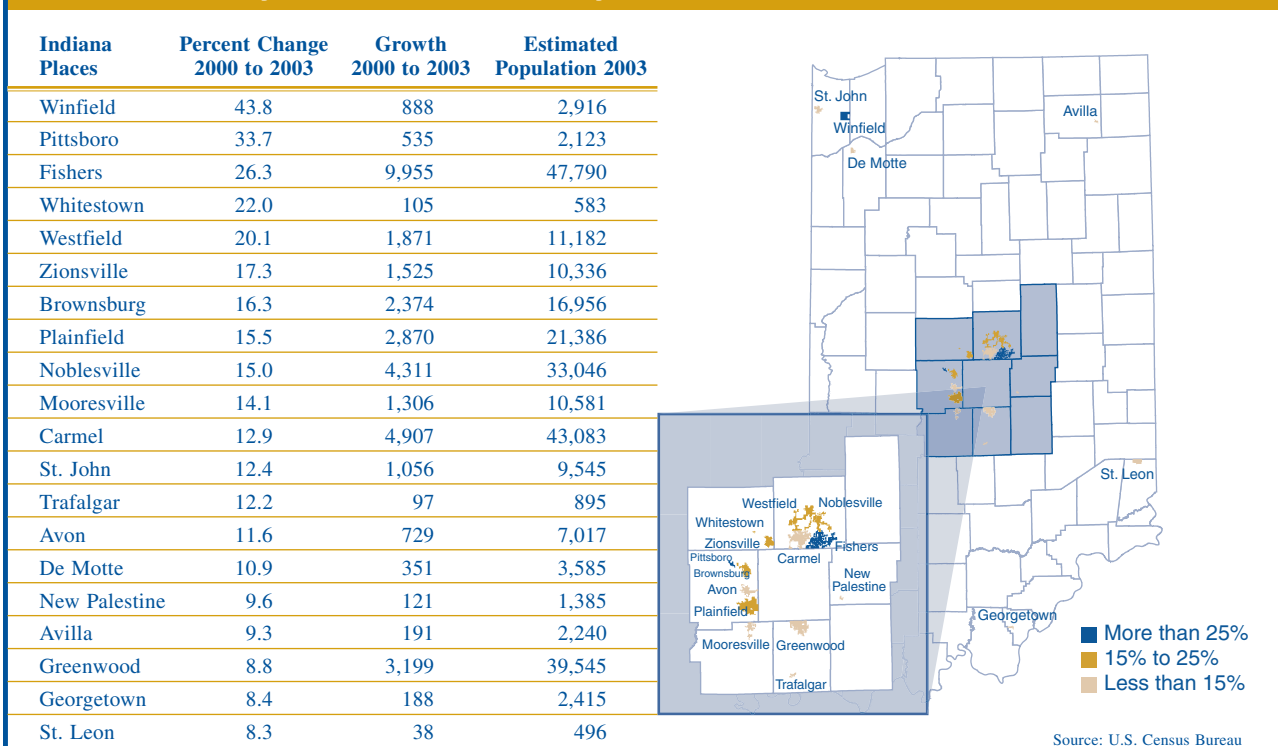 Indiana Places Percent Change 2000 to 2003 Growth 2000 to 2003 Estimated Population 2003
Winfield 43.8 888 2,916
Pittsboro 33.7 535 2,123
Fishers 26.3 9,955 47,790
Whitestown 22.0 105 583
Westfield 20.1 1,871 11,182
Zionsville 17.3 1,525 10,336
Brownsburg 16.3 2,374 16,956
Plainfield 15.5 2,870 21,386
Noblesville 15.0 4,311 33,046
Mooresville 14.1 1,306 10,581
Carmel 12.9 4,907 43,083
St. John 12.4 1,056 9,545
Trafalgar 12.2 97 895
Avon 11.6 729 7,017
De Motte 10.9 351 3,585
New Palestine 9.6 121 1,385
Avilla 9.3 191 2,240
Greenwood 8.8 3,199 39,545
Georgetown 8.4 188 2,415
St. Leon 8.3 38 496
St. John
Winfield
Avilla
De Motte
St. Leon
Georgetown
Westfield
Noblesville
Whitestown
Zionsville
Fishers
Carmel
Pittsboro
Brownsburg
New
Palestine
Avon
Plainfield
Mooresville
Greenwood
Trafalgar
More than 25%
15% to 25%
Less than 15%
Source: U.S. Census Bureau